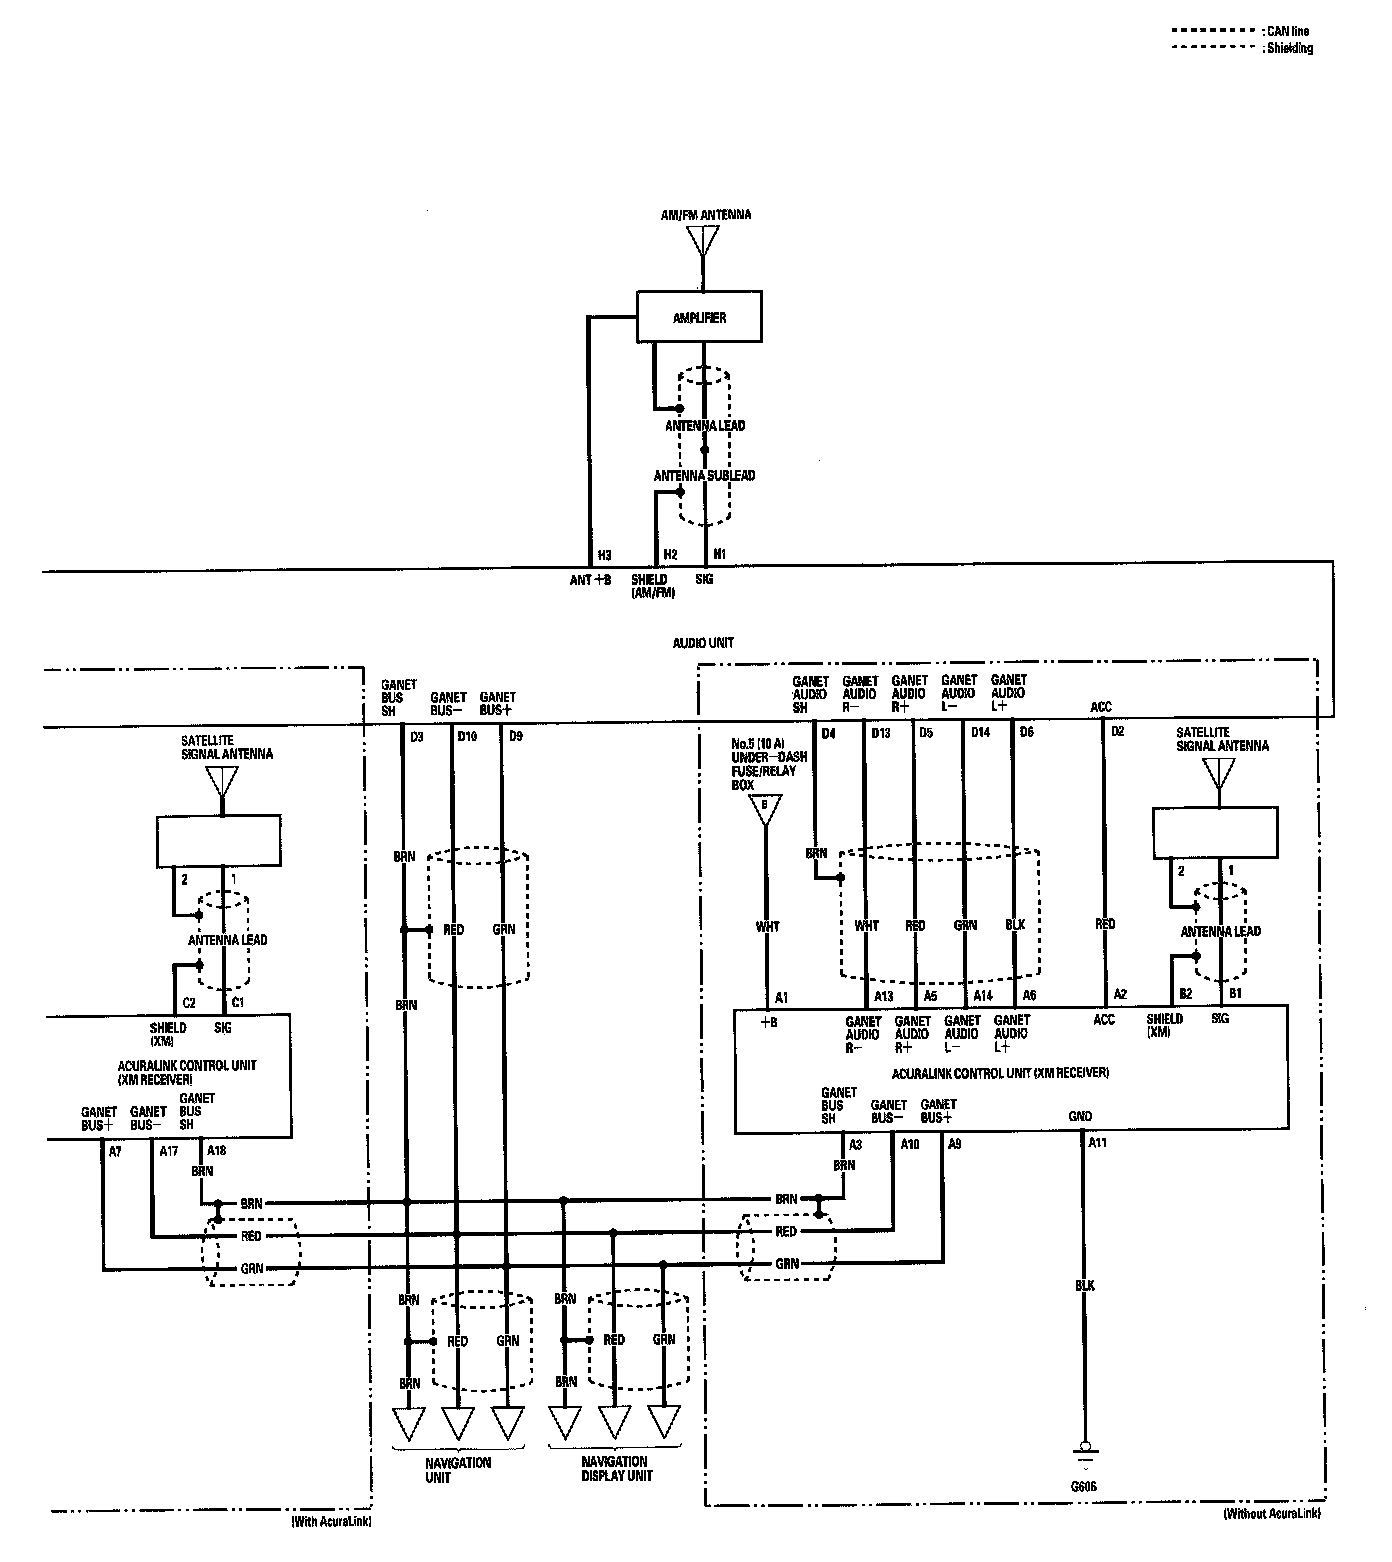 : CAN line
: Shielding
AM/FM ANTENNA
AMPLIFIER
ANTENNA LEAD
ANTENNA SUBLEAD
H3
H2
H1
ANT +B
SHIELD
(AM/FM)
SIG
AUDIO UNIT
GANET
BUS
SH
GANET
BUS−
GANET
BUS+
D3
D10
D9
GANET
AUDIO
SH
GANET
AUDIO
R−
GANET
AUDIO
R+
GANET
AUDIO
L−
GANET
AUDIO
L+
ACC
D4
D13
D5
D14
D6
D2
SATELLITE
SIGNAL ANTENNA
2
1
ANTENNA LEAD
C2
C1
SHIELD
(XM)
SIG
ACURALINK CONTROL UNIT
(XM RECEIVER)
GANET
BUS+
GANET
BUS−
GANET
BUS
SH
A7
A17
A18
BRN
BRN
RED
GRN
BRN
RED
GRN
BRN
No.5 (10 A)
UNDER−DASH
FUSE/RELAY
BOX
B
WHT
BRN
WHT
RED
GRN
BLK
RED
SATELLITE
SIGNAL ANTENNA
2
1
ANTENNA LEAD
A1
A13
A5
A14
A6
A2
B2
B1
+B
GANET
AUDIO
R−
GANET
AUDIO
R+
GANET
AUDIO
L−
GANET
AUDIO
L+
ACC
SHIELD
(XM)
SIG
ACURALINK CONTROL UNIT (XM RECEIVER)
GANET
BUS
SH
GANET
BUS−
GANET
BUS+
GND
A3
A10
A9
A11
BRN
BRN
RED
GRN
BLK
BRN
RED
GRN
BRN
BRN
RED
GRN
BRN
NAVIGATION
UNIT
NAVIGATION
DISPLAY UNIT
G606
(With AcuraLink)
(Without AcuraLink)